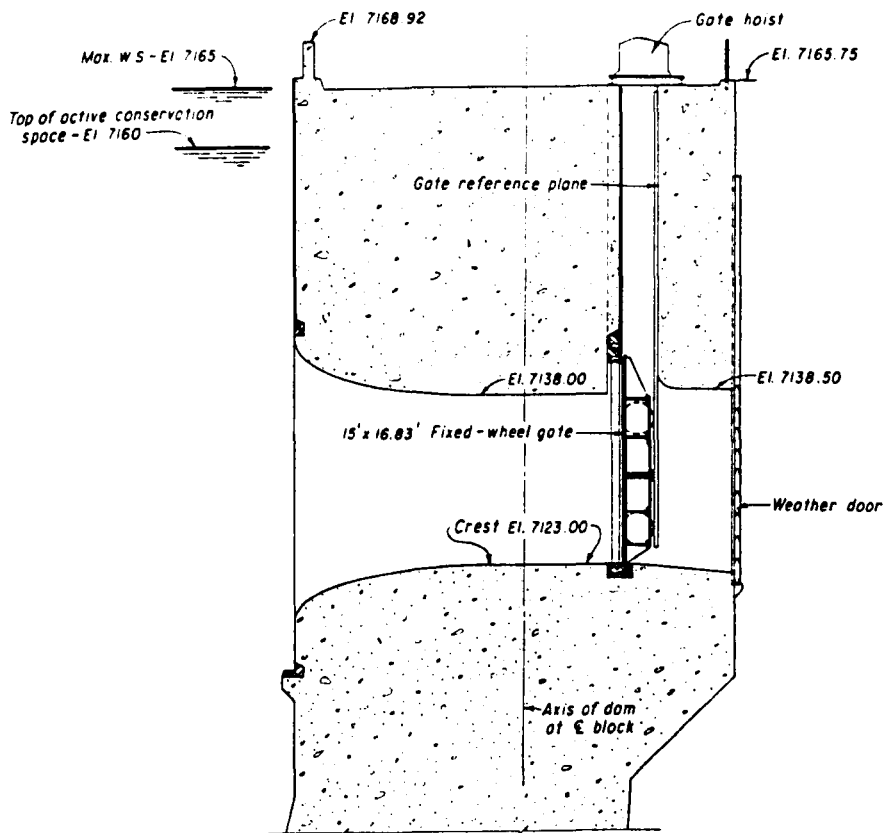 El 7168.92
Gate hoist
Max. W S - El 7165
El. 7165.75
Top of active conservation
space - El 7160
Gate reference plane
El. 7138.00
El. 7138.50
15' x 16.83' Fixed-wheel gate
Weather door
Crest El. 7123.00
Axis of dam
at ℄ block